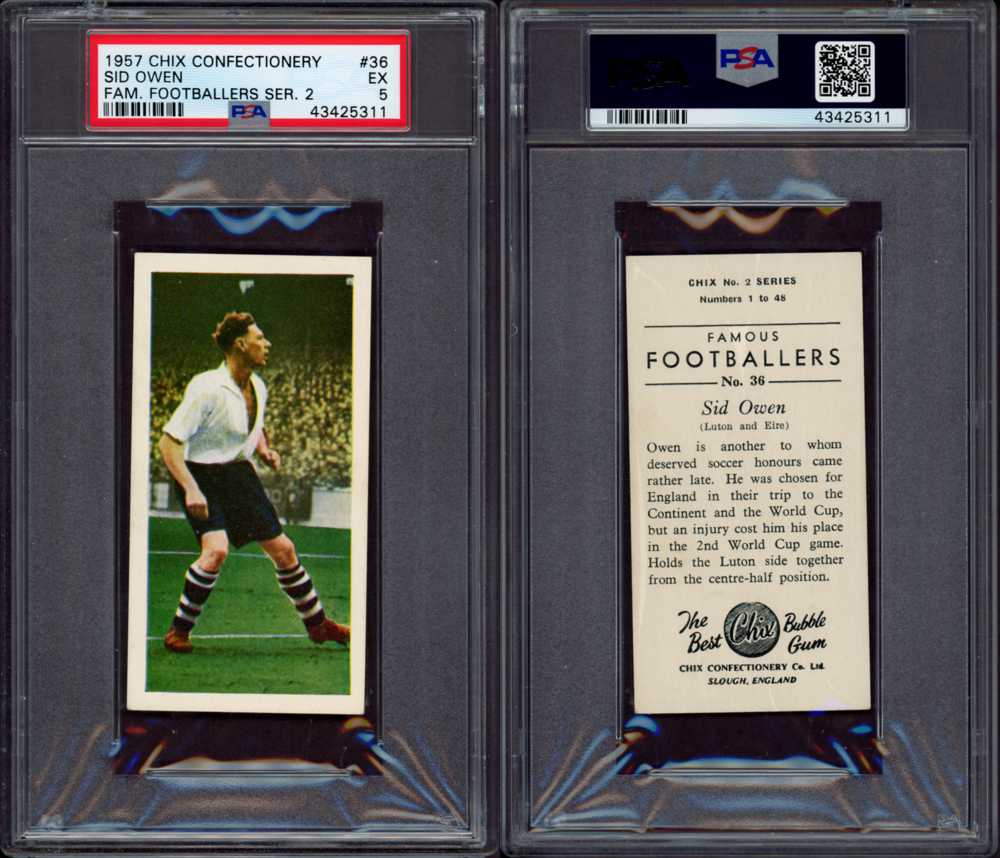 1957 CHIX CONFECTIONERY #36
SID OWEN EX
FAM. FOOTBALLERS SER. 2 5
PSA 43425311
PSA
PSA
43425311
CHIX No. 2 SERIES
Numbers 1 to 48
FAMOUS
FOOTBALLERS
No. 36
Sid Owen
(Luton and Eire)
Owen is another to whom
deserved soccer honours came
rather late. He was chosen for
England in their trip to the
Continent and the World Cup,
but an injury cost him his place
in the 2nd World Cup game.
Holds the Luton side together
from the centre-half position.
The Best Chix Bubble Gum
CHIX CONFECTIONERY Co. Ltd.
SLOUGH, ENGLAND